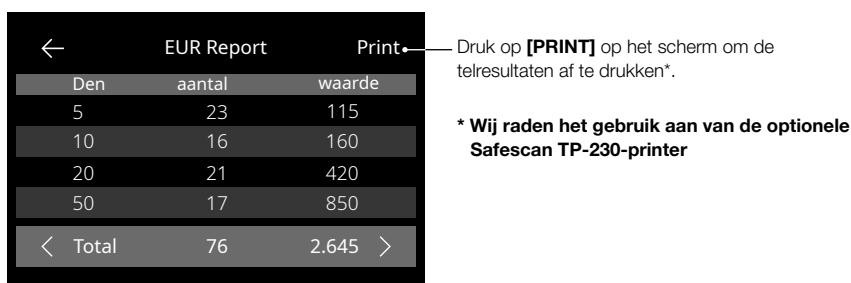 EUR Report Print
Den aantal waarde
5 23 115
10 16 160
20 21 420
50 17 850
Total 76 2.645
Druk op [PRINT] op het scherm om de
telresultaten af te drukken*.
* Wij raden het gebruik aan van de optionele
Safescan TP-230-printer